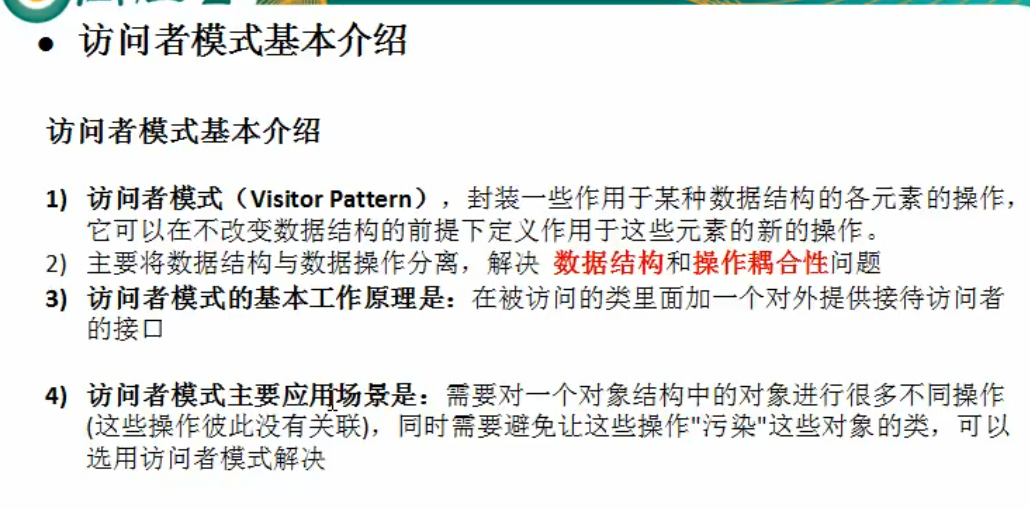 ● 访问者模式基本介绍
访问者模式基本介绍
1) 访问者模式（Visitor Pattern），封装一些作用于某种数据结构的各元素的操作，
它可以在不改变数据结构的前提下定义作用于这些元素的新的操作。
2) 主要将数据结构与数据操作分离，解决 数据结构和操作耦合性问题
3) 访问者模式的基本工作原理是：在被访问的类里面加一个对外提供接待访问者
的接口
4) 访问者模式主要应用场景是：需要对一个对象结构中的对象进行很多不同操作
(这些操作彼此没有关联)，同时需要避免让这些操作"污染"这些对象的类，可以
选用访问者模式解决